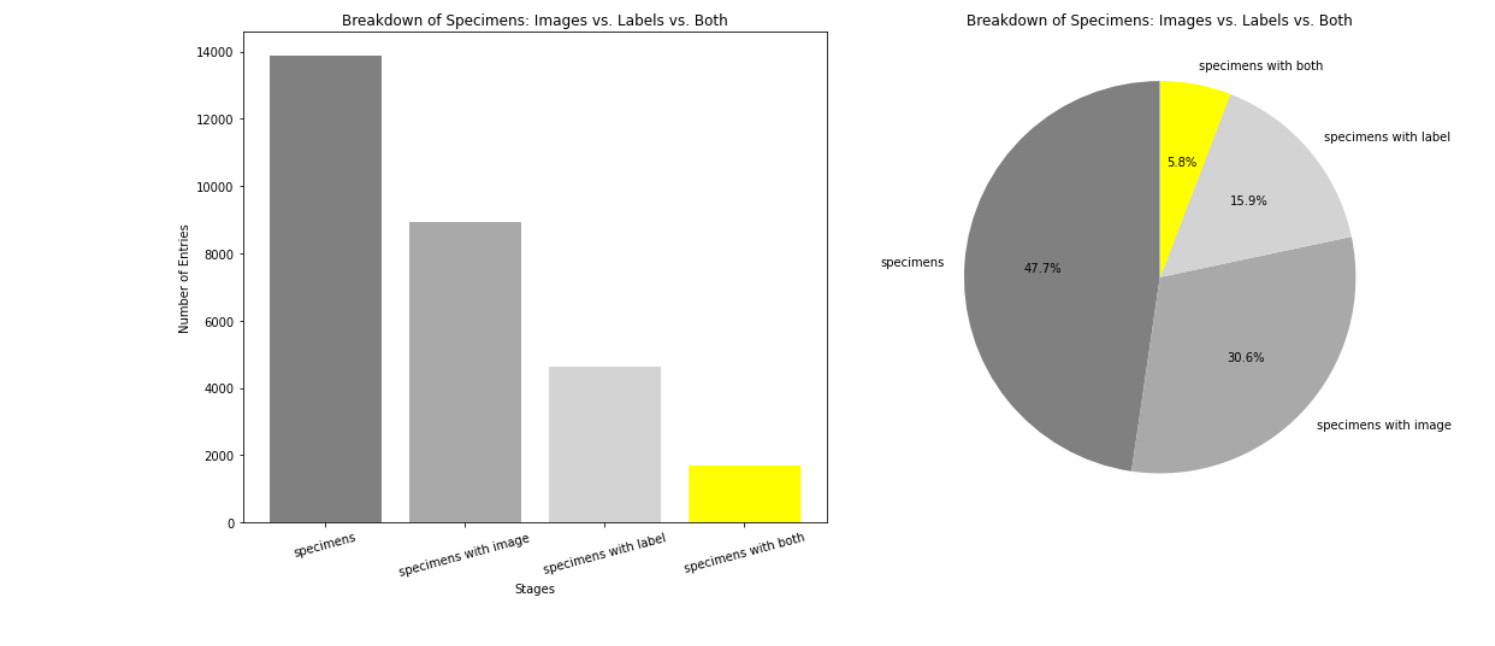 Breakdown of Specimens: Images vs. Labels vs. Both
14000
12000
10000
8000
6000
4000
2000
0
Number of Entries
specimens
specimens with image
specimens with label
specimens with both
Stages
Breakdown of Specimens: Images vs. Labels vs. Both
specimens with both
specimens with label
5.8%
15.9%
specimens
47.7%
30.6%
specimens with image